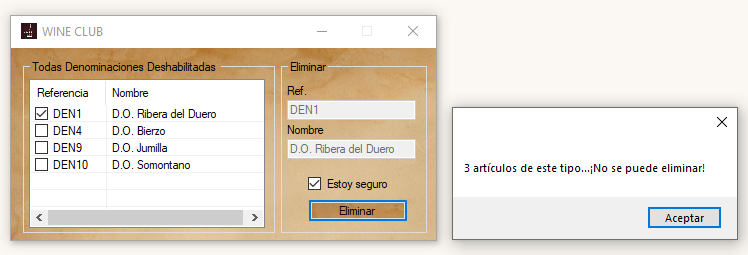 WINE CLUB
Todas Denominaciones Deshabilitadas
Referencia Nombre
DEN1 D.O. Ribera del Duero
DEN4 D.O. Bierzo
DEN9 D.O. Jumilla
DEN10 D.O. Somontano
Eliminar
Ref.
DEN1
Nombre
D.O. Ribera del Duero
Estoy seguro
Eliminar
3 artículos de este tipo...¡No se puede eliminar!
Aceptar